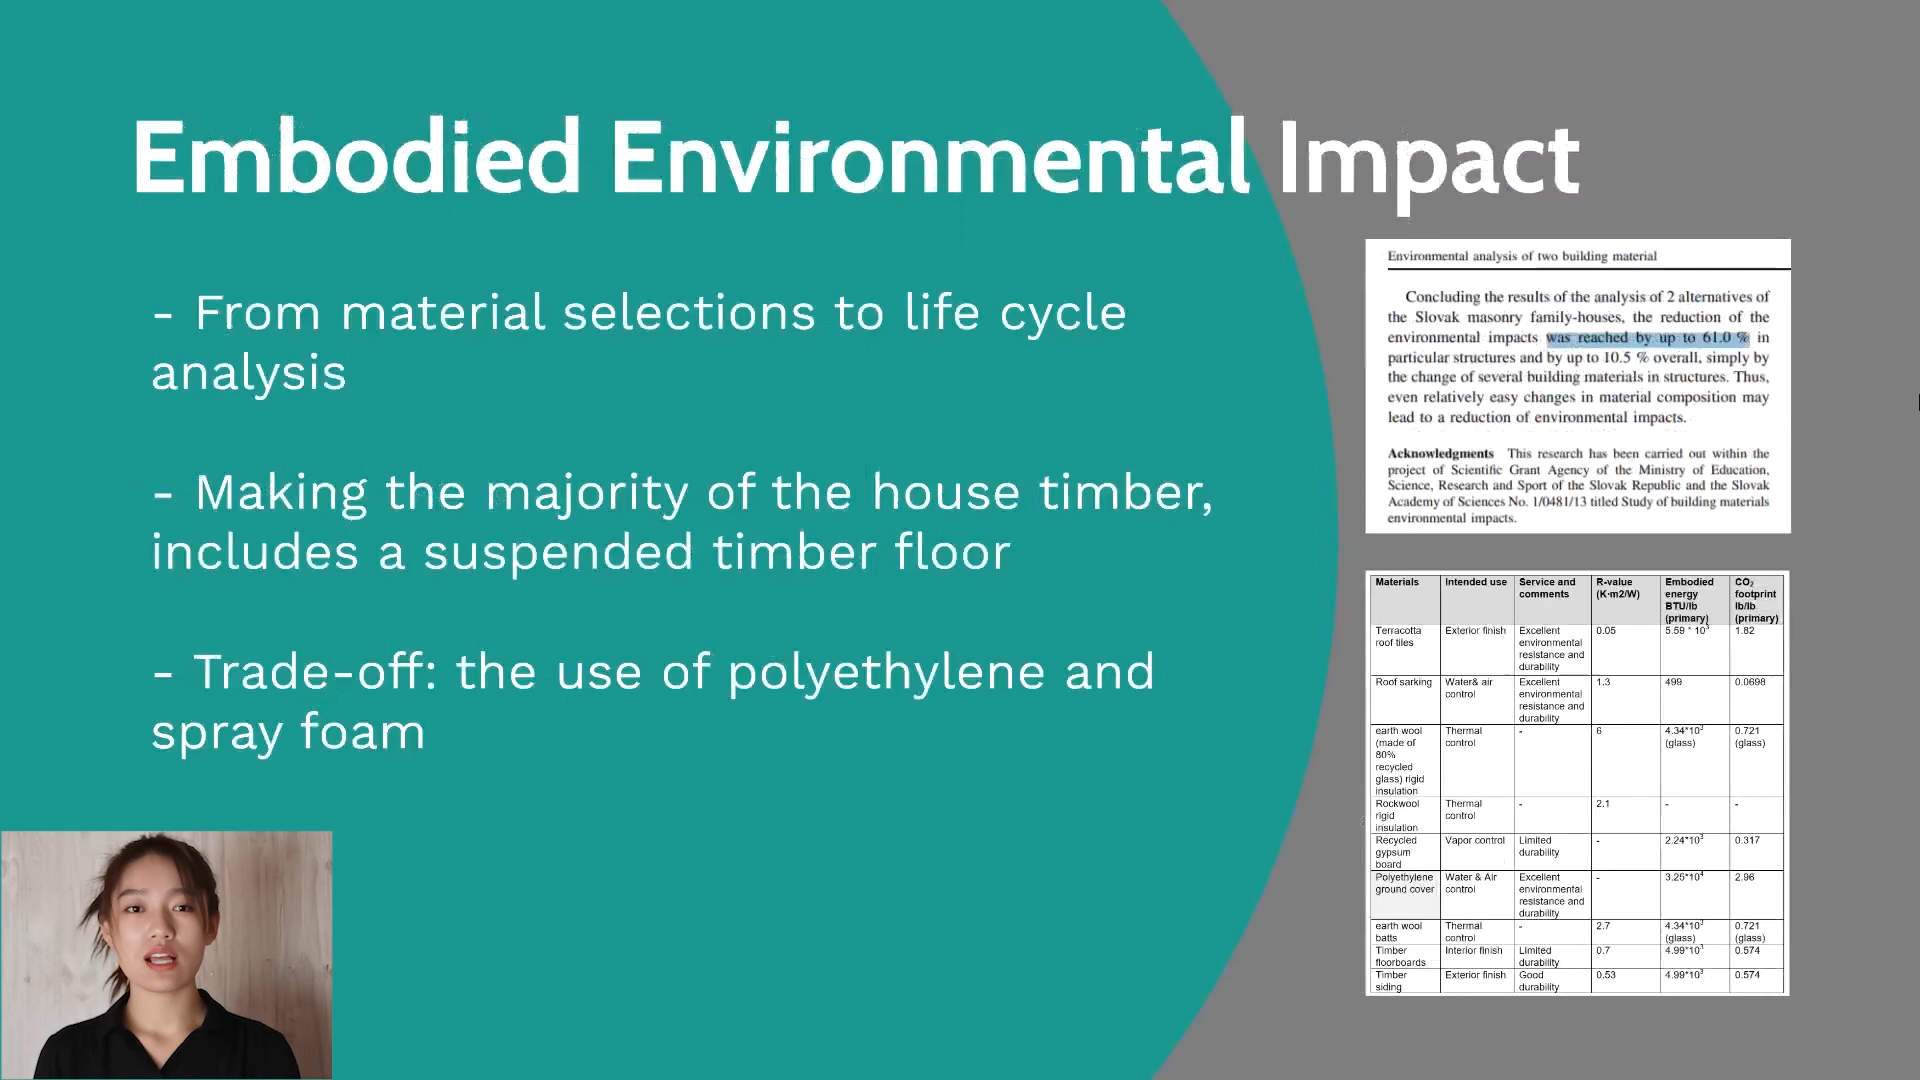 Embodied Environmental Impact
- From material selections to life cycle
analysis
- Making the majority of the house timber,
includes a suspended timber floor
- Trade-off: the use of polyethylene and
spray foam
Environmental analysis of two building material
Concluding the results of the analysis of 2 alternatives of
the Slovak masonry family-houses, the reduction of the
environmental impacts was reached by up to 61.0 % in
particular structures and by up to 10.5 % overall, simply by
the change of several building materials in structures. Thus,
even relatively easy changes in material composition may
lead to a reduction of environmental impacts.
Acknowledgments This research has been carried out within the
project of Scientific Grant Agency of the Ministry of Education,
Science, Research and Sport of the Slovak Republic and the Slovak
Academy of Sciences No. 1/0481/13 titled Study of building materials
environmental impacts.
Materials Intended use Service and R-value Embodied CO₂
comments (K·m2/W) energy footprint
BTU/lb lb/lb
(primary) (primary)
Terracotta Exterior finish Excellent 0.05 5.59 * 10³ 1.82
roof tiles environmental
resistance and
durability
Roof sarking Water& air Excellent 1.3 499 0.0698
control environmental
resistance and
durability
earth wool Thermal - 6 4.34*10³ 0.721
(made of control (glass) (glass)
80%
recycled
glass) rigid
insulation
Rockwool Thermal - 2.1 - -
rigid control
insulation
Recycled Vapor control Limited - 2.24*10³ 0.317
gypsum durability
board
Polyethylene Water & Air Excellent - 3.25*10⁴ 2.96
ground cover control environmental
resistance and
durability
earth wool Thermal - 2.7 4.34*10³ 0.721
batts control (glass) (glass)
Timber Interior finish Limited 0.7 4.99*10³ 0.574
floorboards durability
Timber Exterior finish Good 0.53 4.99*10³ 0.574
siding durability